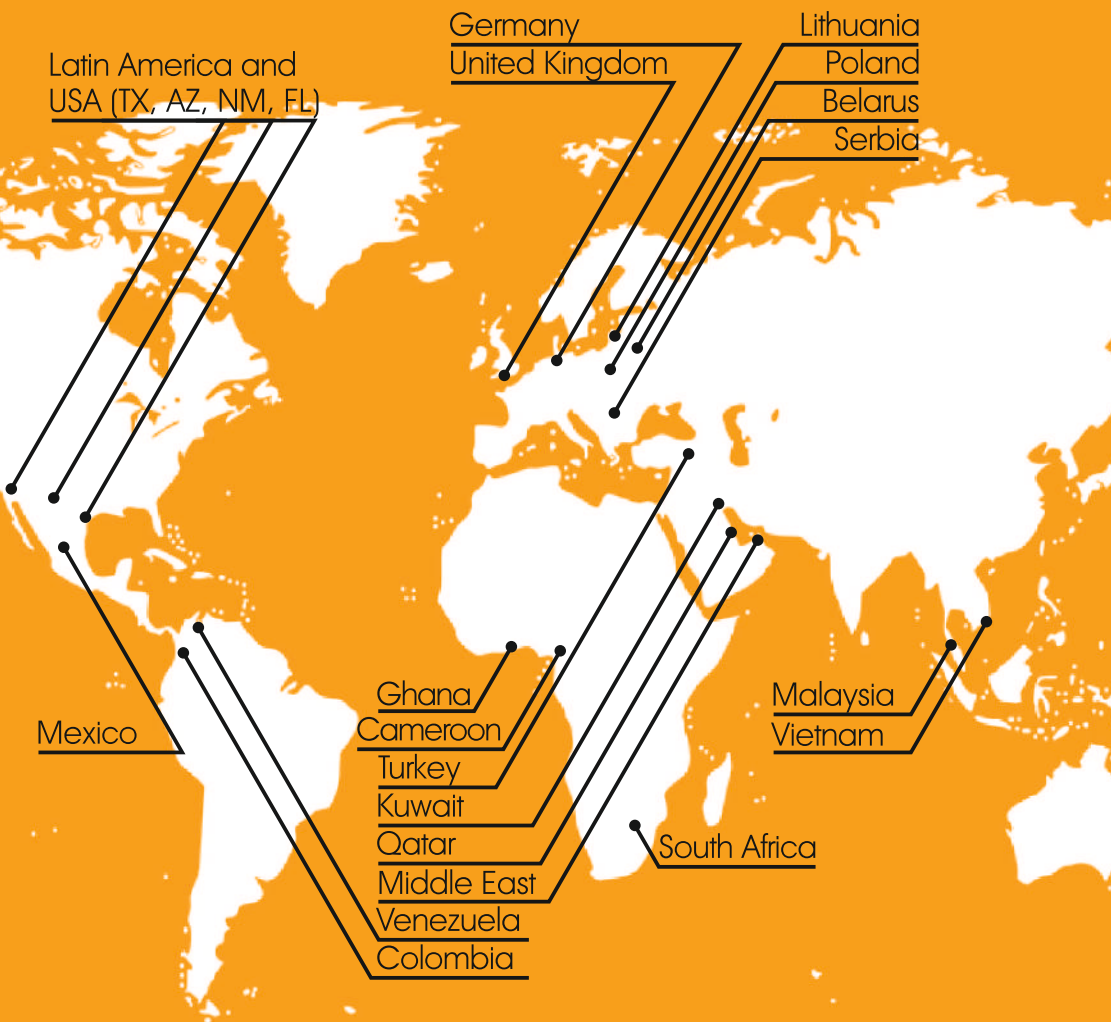 Latin America and
USA (TX, AZ, NM, FL)
Germany
United Kingdom
Lithuania
Poland
Belarus
Serbia
Mexico
Ghana
Cameroon
Turkey
Kuwait
Qatar
Middle East
Venezuela
Colombia
South Africa
Malaysia
Vietnam